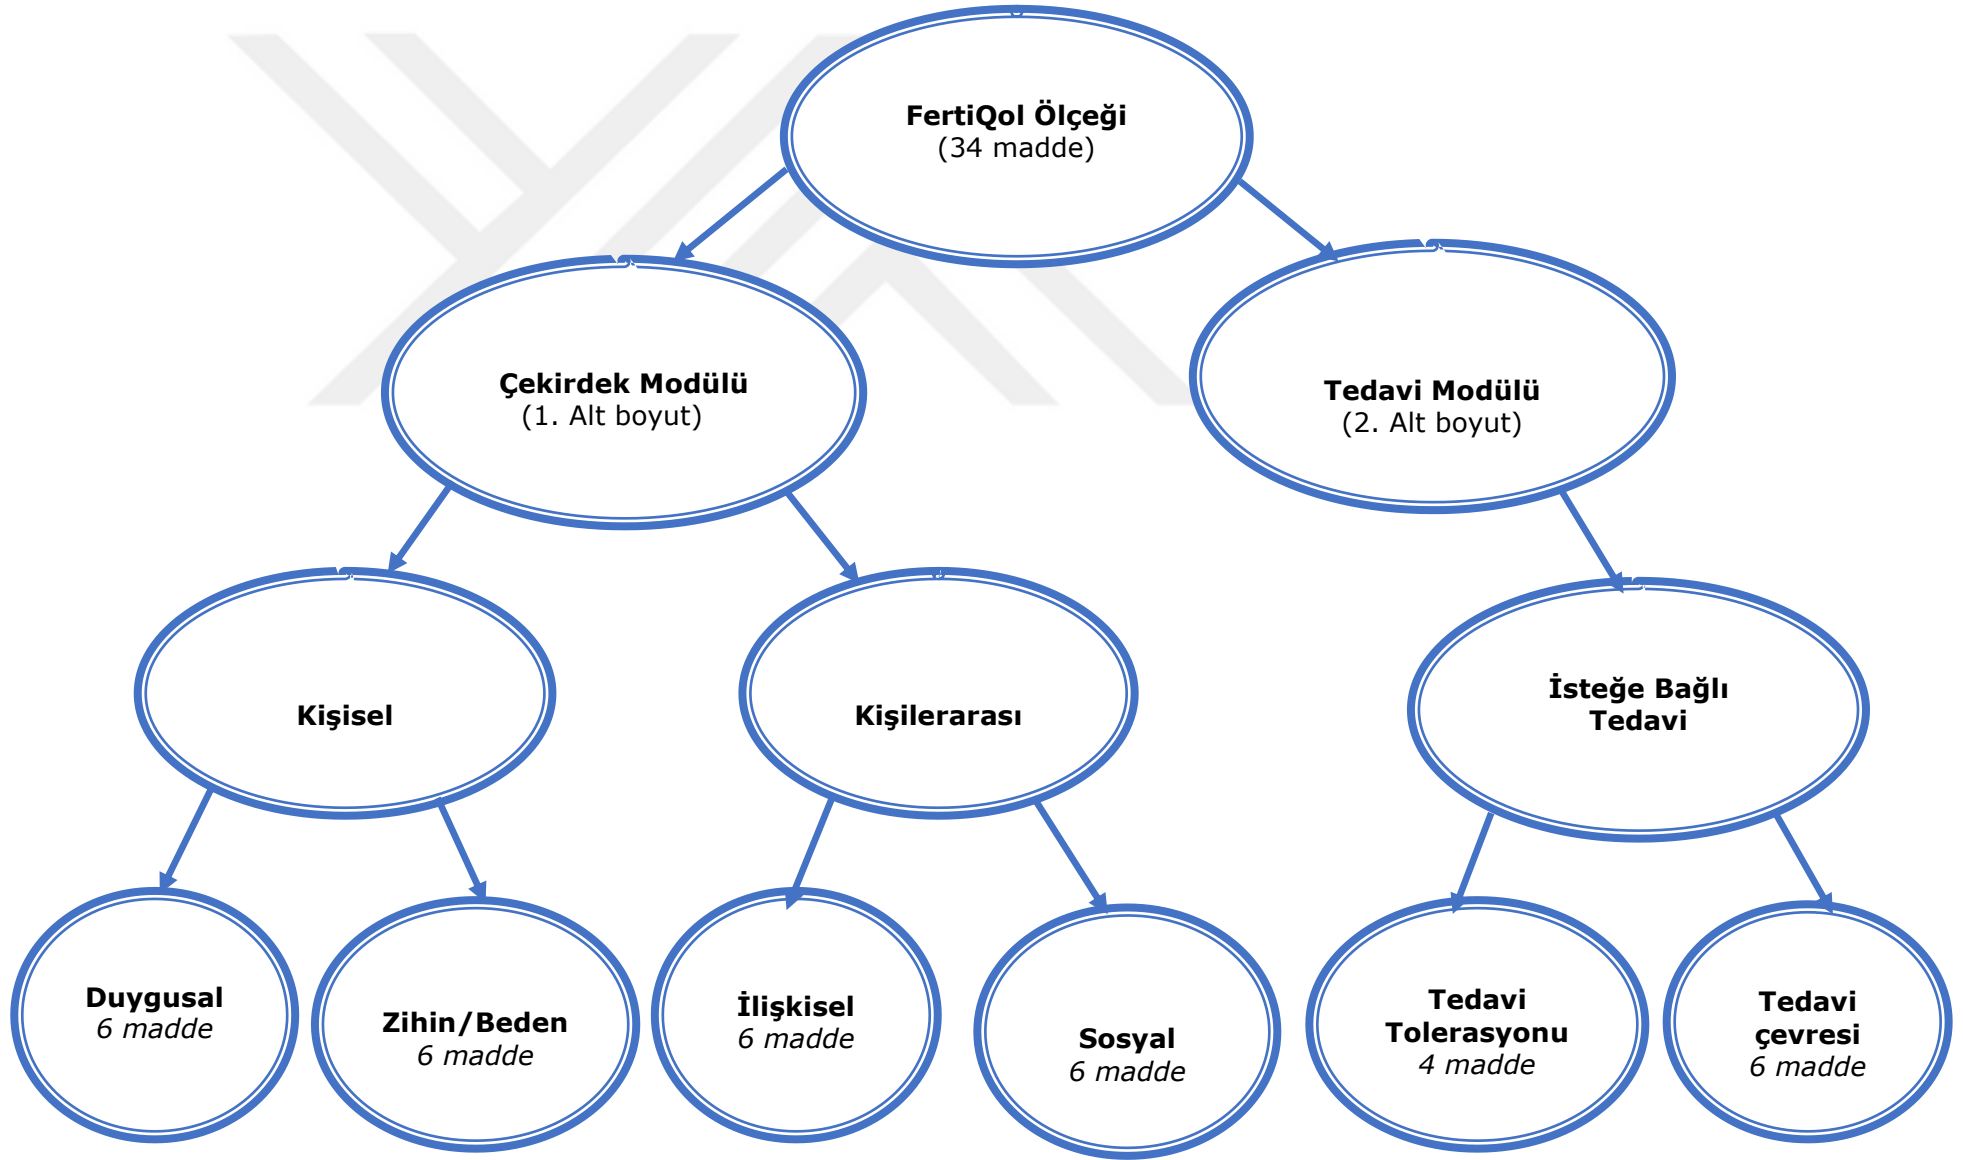 FertiQol Ölçeği
(34 madde)
Çekirdek Modülü
(1. Alt boyut)
Tedavi Modülü
(2. Alt boyut)
Kişisel
Kişilerarası
İsteğe Bağlı
Tedavi
Duygusal
6 madde
Zihin/Beden
6 madde
İlişkisel
6 madde
Sosyal
6 madde
Tedavi
Tolerasyonu
4 madde
Tedavi
çevresi
6 madde